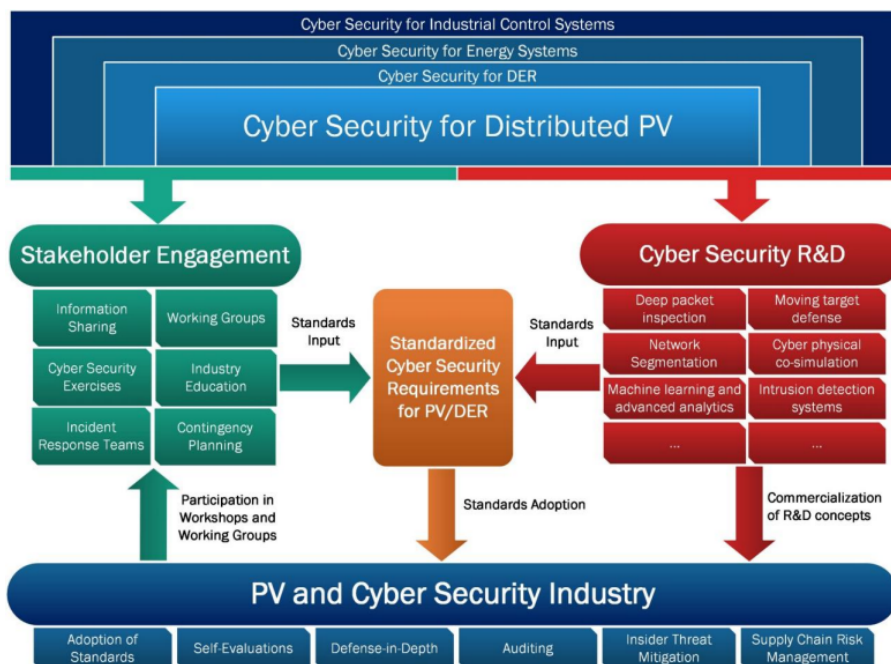 Cyber Security for Industrial Control Systems
Cyber Security for Energy Systems
Cyber Security for DER
Cyber Security for Distributed PV
Stakeholder Engagement
Information
Sharing
Working Groups
Cyber Security
Exercises
Industry
Education
Incident
Response Teams
Contingency
Planning
Standards
Input
Standardized
Cyber Security
Requirements
for PV/DER
Standards
Input
Cyber Security R&D
Deep packet
inspection
Moving target
defense
Network
Segmentation
Cyber physical
co-simulation
Machine learning and
advanced analytics
Intrusion detection
systems
...
...
Participation in
Workshops and
Working Groups
Standards Adoption
Commercialization
of R&D concepts
PV and Cyber Security Industry
Adoption of
Standards
Self-Evaluations
Defense-in-Depth
Auditing
Insider Threat
Mitigation
Supply Chain Risk
Management